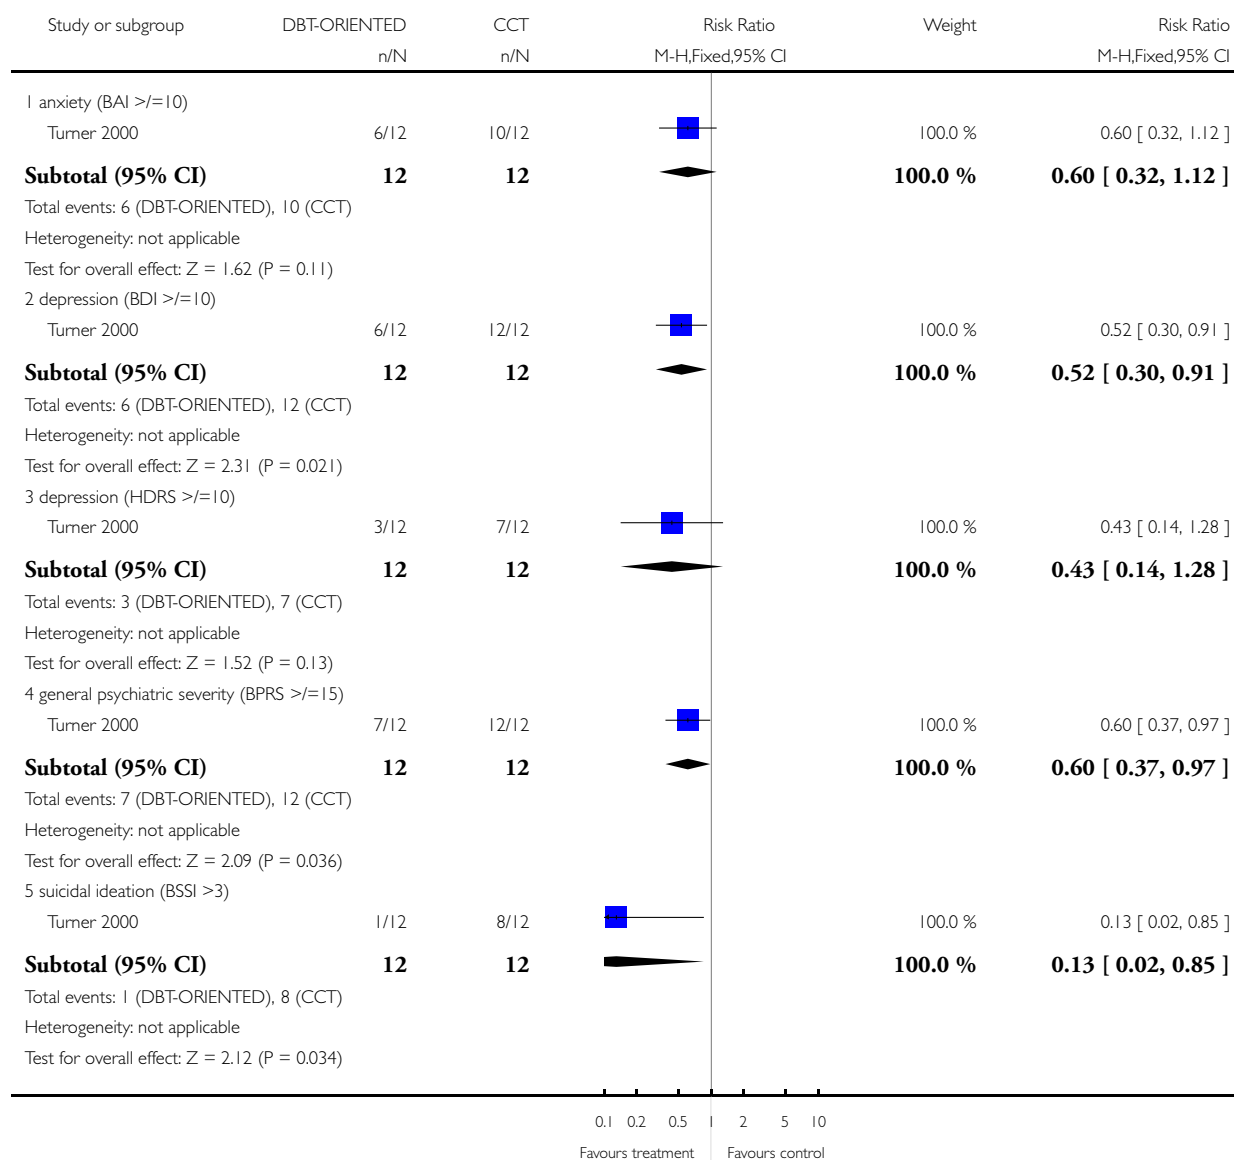 Study or subgroup DBT-ORIENTED CCT Risk Ratio Weight Risk Ratio
n/N n/N M-H,Fixed,95% CI M-H,Fixed,95% CI
1 anxiety (BAI >/=10)
Turner 2000 6/12 10/12 100.0 % 0.60 [ 0.32, 1.12 ]
Subtotal (95% CI) 12 12 100.0 % 0.60 [ 0.32, 1.12 ]
Total events: 6 (DBT-ORIENTED), 10 (CCT)
Heterogeneity: not applicable
Test for overall effect: Z = 1.62 (P = 0.11)
2 depression (BDI >/=10)
Turner 2000 6/12 12/12 100.0 % 0.52 [ 0.30, 0.91 ]
Subtotal (95% CI) 12 12 100.0 % 0.52 [ 0.30, 0.91 ]
Total events: 6 (DBT-ORIENTED), 12 (CCT)
Heterogeneity: not applicable
Test for overall effect: Z = 2.31 (P = 0.021)
3 depression (HDRS >/=10)
Turner 2000 3/12 7/12 100.0 % 0.43 [ 0.14, 1.28 ]
Subtotal (95% CI) 12 12 100.0 % 0.43 [ 0.14, 1.28 ]
Total events: 3 (DBT-ORIENTED), 7 (CCT)
Heterogeneity: not applicable
Test for overall effect: Z = 1.52 (P = 0.13)
4 general psychiatric severity (BPRS >/=15)
Turner 2000 7/12 12/12 100.0 % 0.60 [ 0.37, 0.97 ]
Subtotal (95% CI) 12 12 100.0 % 0.60 [ 0.37, 0.97 ]
Total events: 7 (DBT-ORIENTED), 12 (CCT)
Heterogeneity: not applicable
Test for overall effect: Z = 2.09 (P = 0.036)
5 suicidal ideation (BSSI >3)
Turner 2000 1/12 8/12 100.0 % 0.13 [ 0.02, 0.85 ]
Subtotal (95% CI) 12 12 100.0 % 0.13 [ 0.02, 0.85 ]
Total events: 1 (DBT-ORIENTED), 8 (CCT)
Heterogeneity: not applicable
Test for overall effect: Z = 2.12 (P = 0.034)
0.1 0.2 0.5 1 2 5 10
Favours treatment Favours control